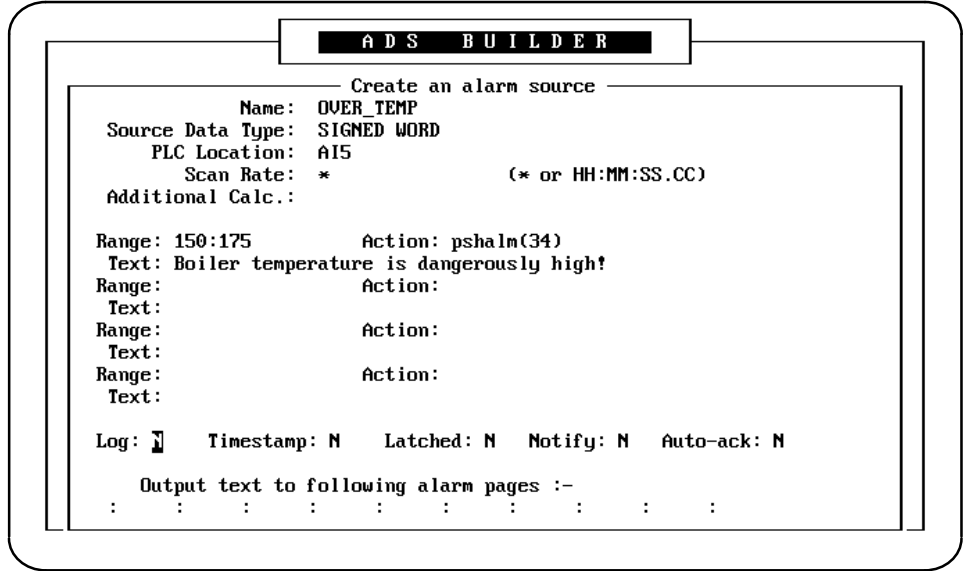 ADS BUILDER
Create an alarm source
Name: OVER_TEMP
Source Data Type: SIGNED WORD
PLC Location: AI5
Scan Rate: * (* or HH:MM:SS.CC)
Additional Calc.:
Range: 150:175 Action: pshalm(34)
Text: Boiler temperature is dangerously high!
Range: Action:
Text:
Range: Action:
Text:
Range: Action:
Text:
Log: N Timestamp: N Latched: N Notify: N Auto-ack: N
Output text to following alarm pages :-
: : : : : : : : : :